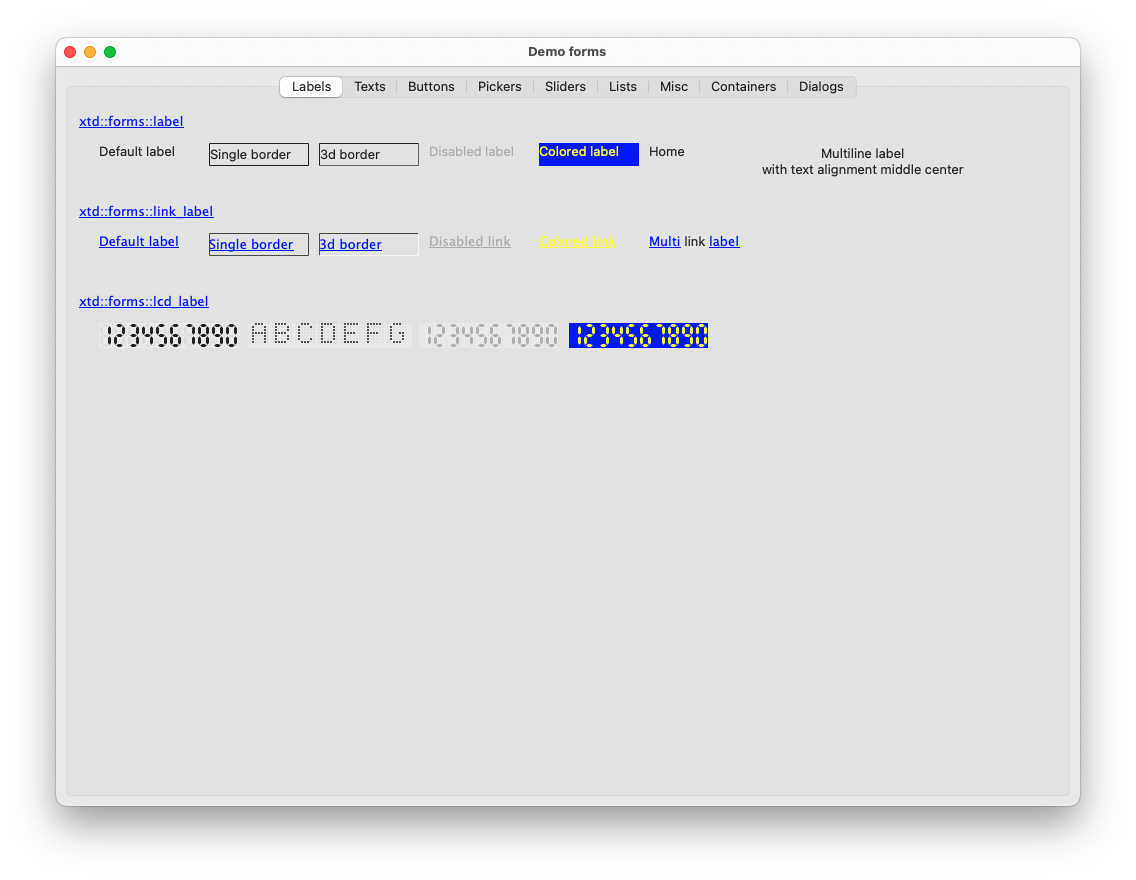 Demo forms
Labels Texts Buttons Pickers Sliders Lists Misc Containers Dialogs
xtd::forms::label
Default label Single border 3d border Disabled label Colored label Home Multiline label
with text alignment middle center
xtd::forms::link_label
Default label Single border 3d border Disabled link Colored link Multi link label
xtd::forms::lcd_label
1234567890 ABCDEFG 1234567890 1234567890